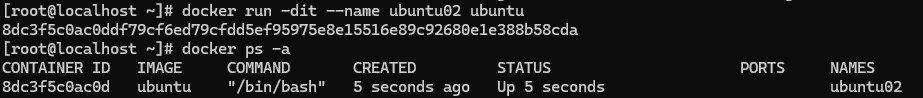 [root@localhost ~]# docker run -dit --name ubuntu02 ubuntu
8dc3f5c0ac0ddf79cf6ed79cfdd5ef95975e8e15516e89c92680e1e388b58cda
[root@localhost ~]# docker ps -a
CONTAINER ID   IMAGE     COMMAND       CREATED         STATUS                     PORTS     NAMES
8dc3f5c0ac0d   ubuntu    "/bin/bash"   5 seconds ago   Up 5 seconds                         ubuntu02